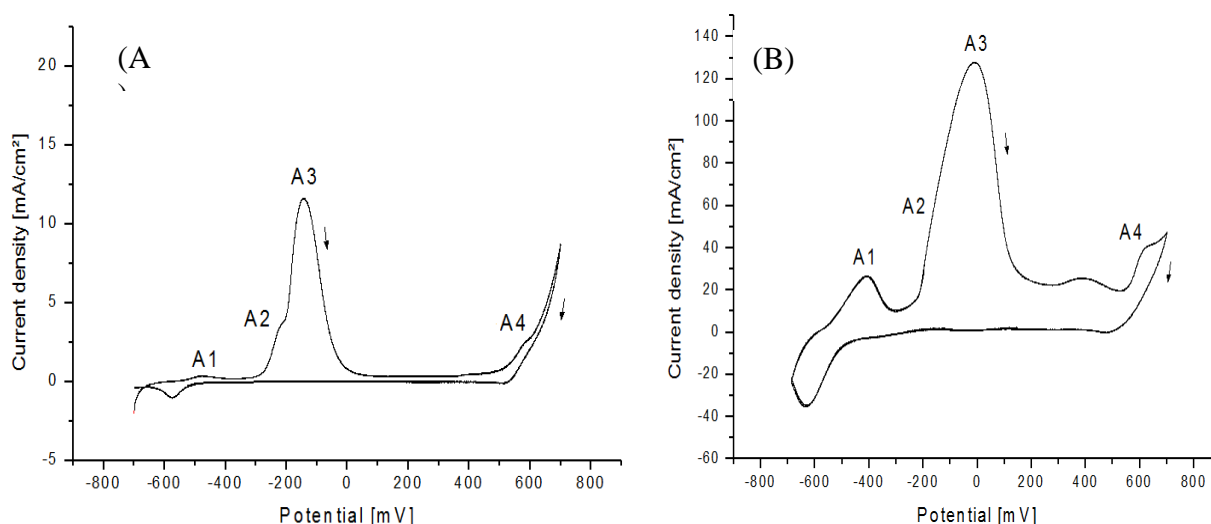 (A
20
15
10
5
0
-5
A1
A2
A3
A4
Current density [mA/cm²]
-800 -600 -400 -200 0 200 400 600 800
Potential [mV]
(B)
140
120
100
80
60
40
20
0
-20
-40
-60
A1
A2
A3
A4
Current density [mA/cm²]
-800 -600 -400 -200 0 200 400 600 800
Potential [mV]